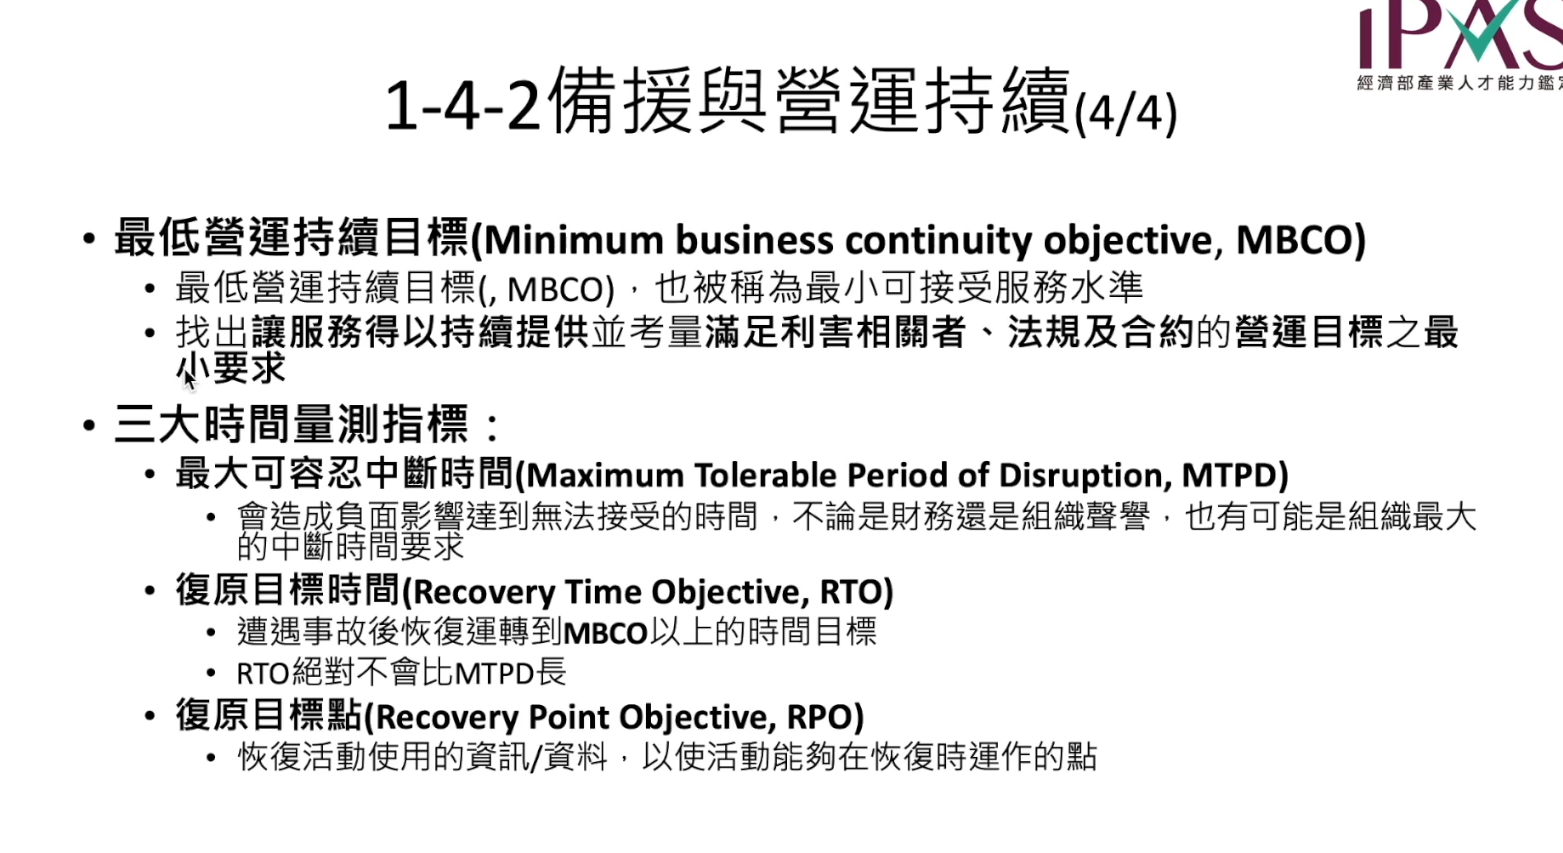 iPAS
經濟部產業人才能力鑑定
1-4-2備援與營運持續(4/4)
• 最低營運持續目標(Minimum business continuity objective, MBCO)
• 最低營運持續目標(, MBCO)，也被稱為最小可接受服務水準
• 找出讓服務得以持續提供並考量滿足利害相關者、法規及合約的營運目標之最
小要求
• 三大時間量測指標：
• 最大可容忍中斷時間(Maximum Tolerable Period of Disruption, MTPD)
• 會造成負面影響達到無法接受的時間，不論是財務還是組織聲譽，也有可能是組織最大
的中斷時間要求
• 復原目標時間(Recovery Time Objective, RTO)
• 遭遇事故後恢復運轉到MBCO以上的時間目標
• RTO絕對不會比MTPD長
• 復原目標點(Recovery Point Objective, RPO)
• 恢復活動使用的資訊/資料，以使活動能夠在恢復時運作的點